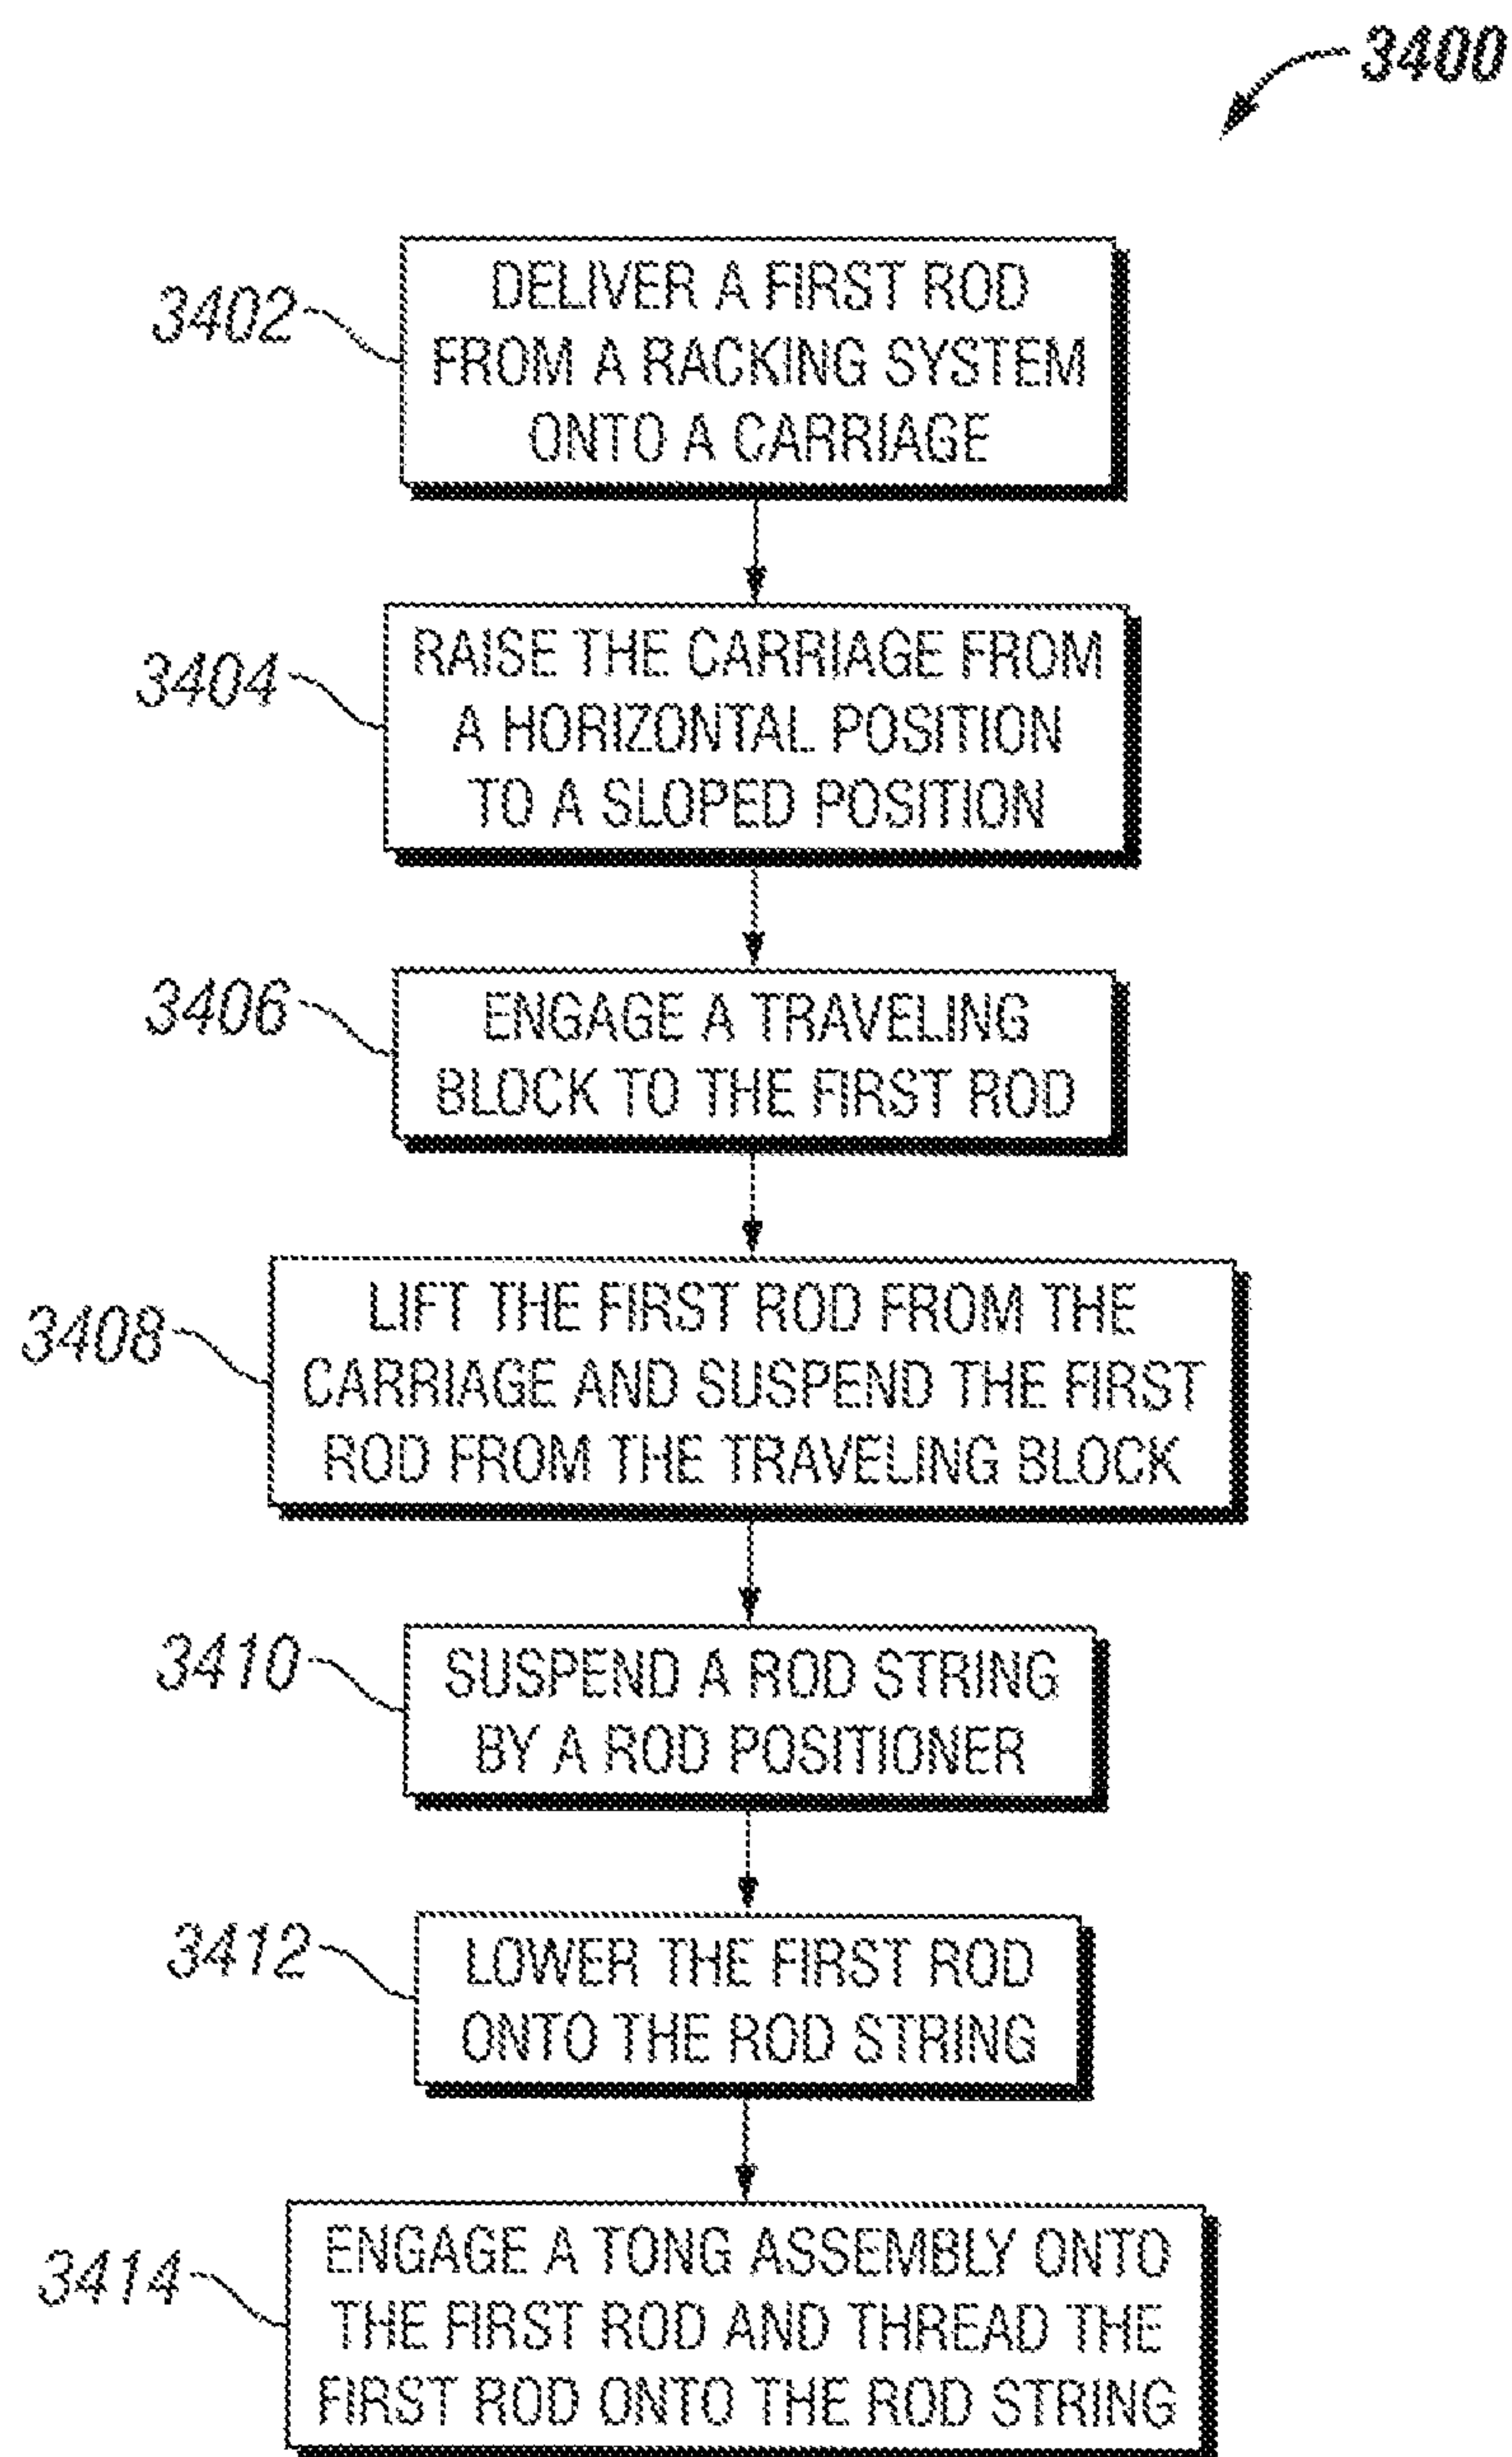 3400
3402
DELIVER A FIRST ROD
FROM A RACKING SYSTEM
ONTO A CARRIAGE
3404
RAISE THE CARRIAGE FROM
A HORIZONTAL POSITION
TO A SLOPED POSITION
3406
ENGAGE A TRAVELING
BLOCK TO THE FIRST ROD
3408
LIFT THE FIRST ROD FROM THE
CARRIAGE AND SUSPEND THE FIRST
ROD FROM THE TRAVELING BLOCK
3410
SUSPEND A ROD STRING
BY A ROD POSITIONER
3412
LOWER THE FIRST ROD
ONTO THE ROD STRING
3414
ENGAGE A TONG ASSEMBLY ONTO
THE FIRST ROD AND THREAD THE
FIRST ROD ONTO THE ROD STRING